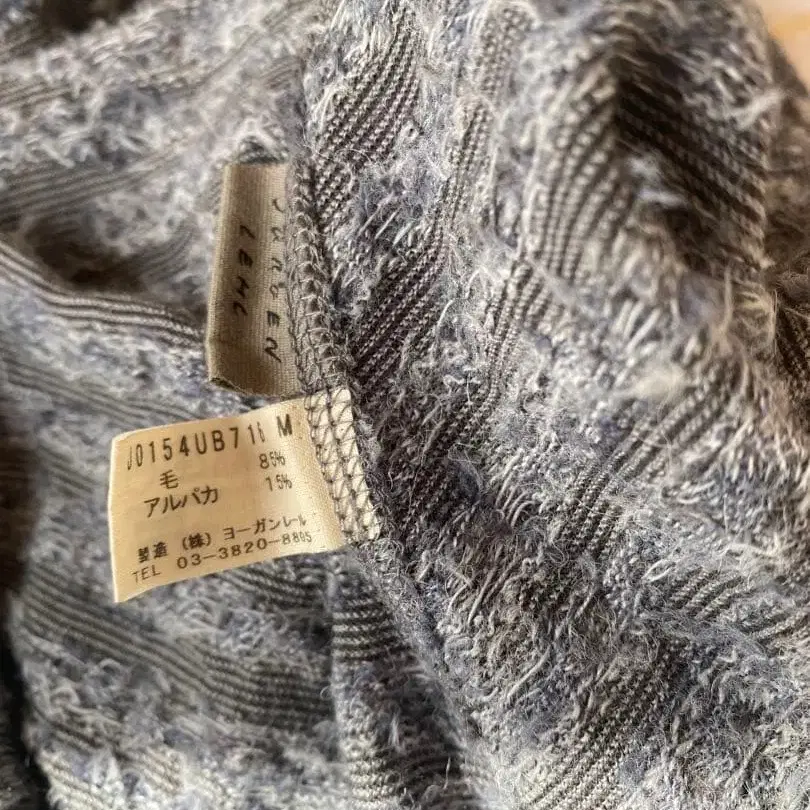 JURGEN
LEHL
J0154UB716 M
毛 85%
アルパカ 15%
製造 (株) ヨーガンレール
TEL 03-3820-8805